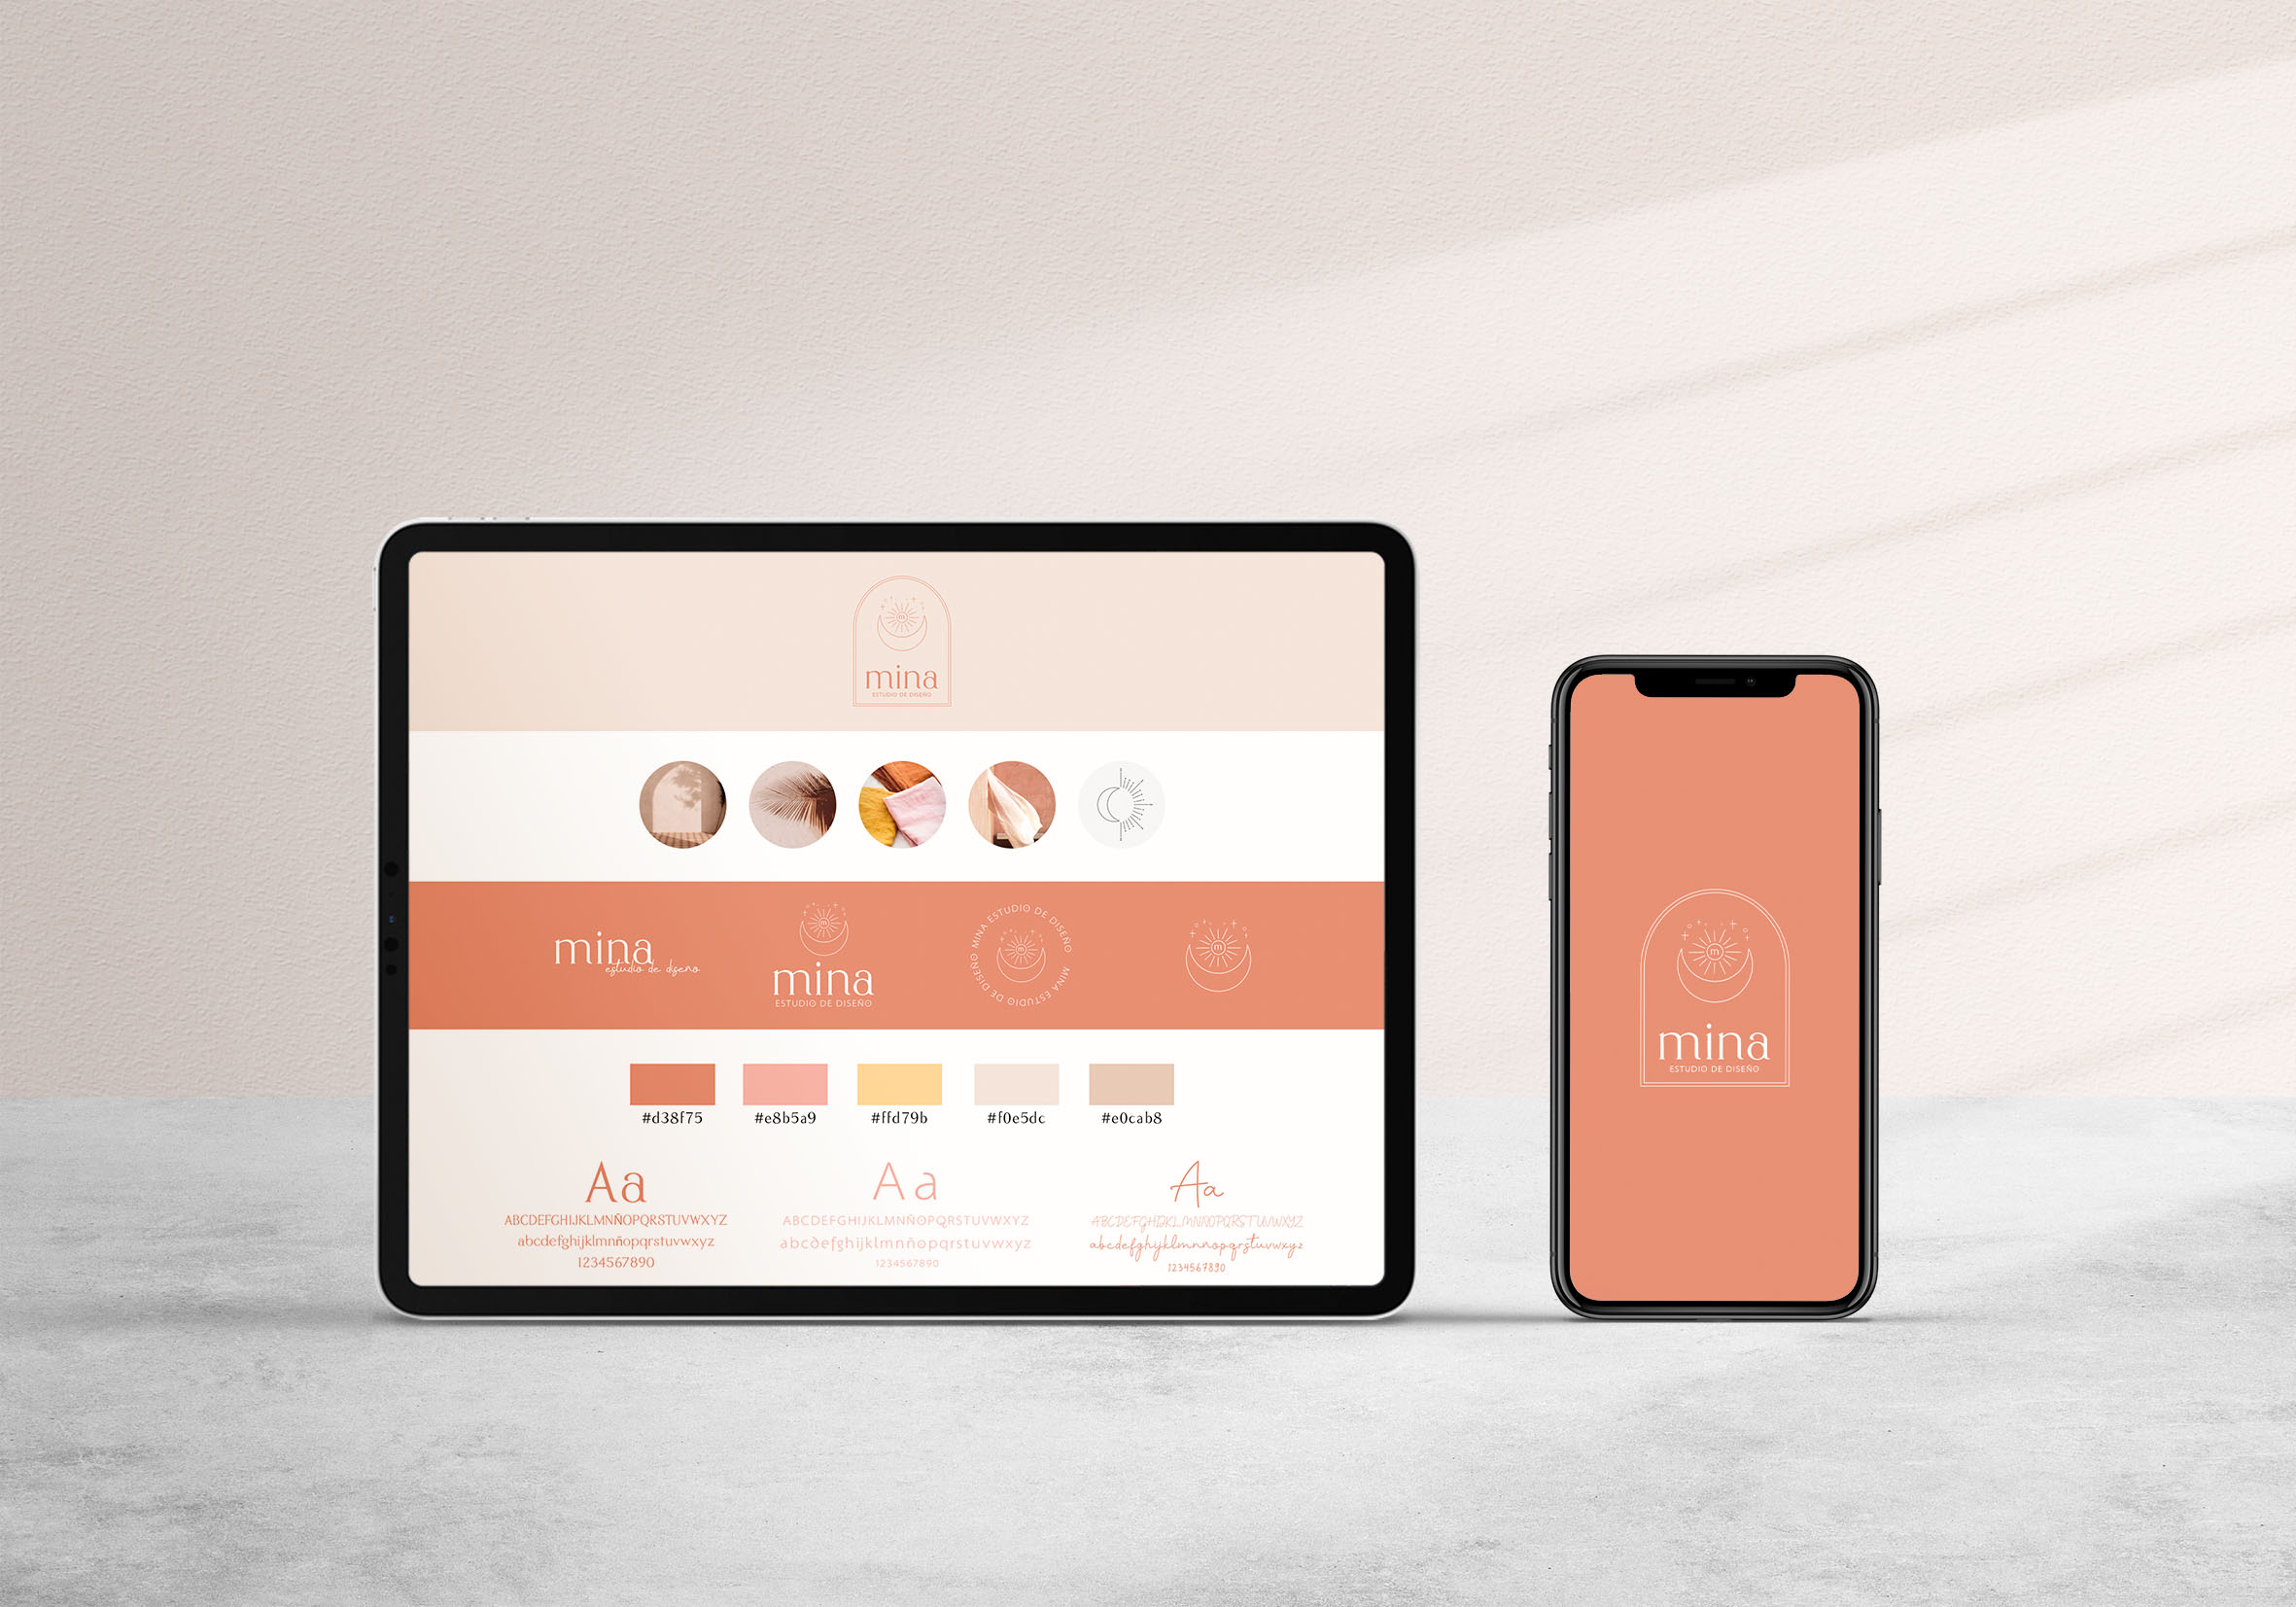 m
mina
ESTUDIO DE DISEÑO
mina
estudio de diseño
m
mina
ESTUDIO DE DISEÑO
MINA ESTUDIO DE DISEÑO MINA ESTUDIO DE DISEÑO
m
m
#d38f75 #e8b5a9 #ffd79b #f0e5dc #e0cab8
Aa Aa Aa
ABCDEFGHIJKLMNÑOPQRSTUVWXYZ ABCDEFGHIJKLMNÑOPQRSTUVWXYZ ABCDEFGHIJKLMNÑOPQRSTUVWXYZ
abcdefghijklmnñopqrstuvwxyz abcdefghijklmnñopqrstuvwxyz abcdefghijklmnñopqrstuvwxyz
1234567890 1234567890 1234567890
m
mina
ESTUDIO DE DISEÑO